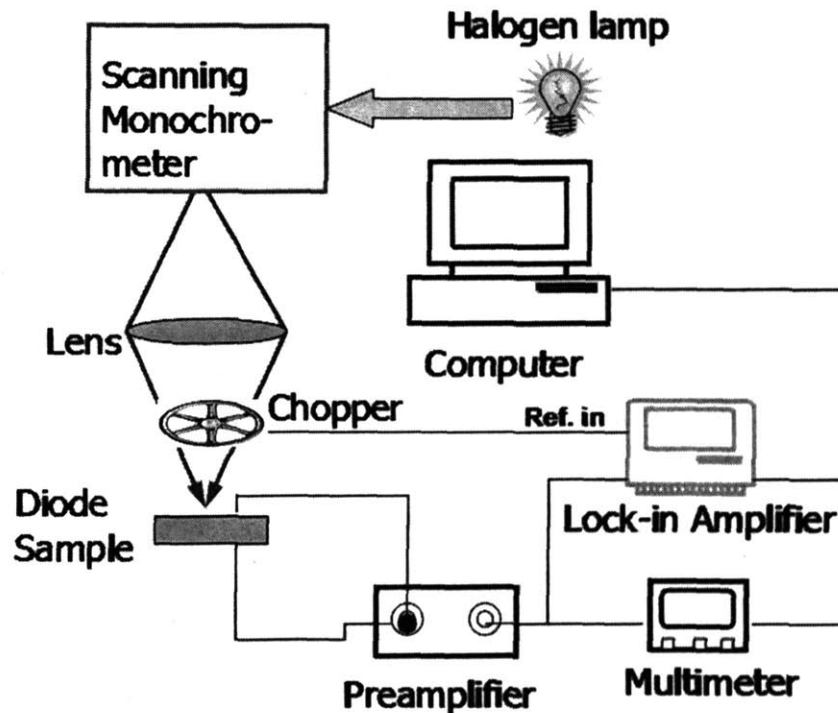 Halogen lamp
Scanning
Monochro-
meter
Lens
Computer
Chopper
Ref. in
Diode
Sample
Lock-in Amplifier
Preamplifier
Multimeter